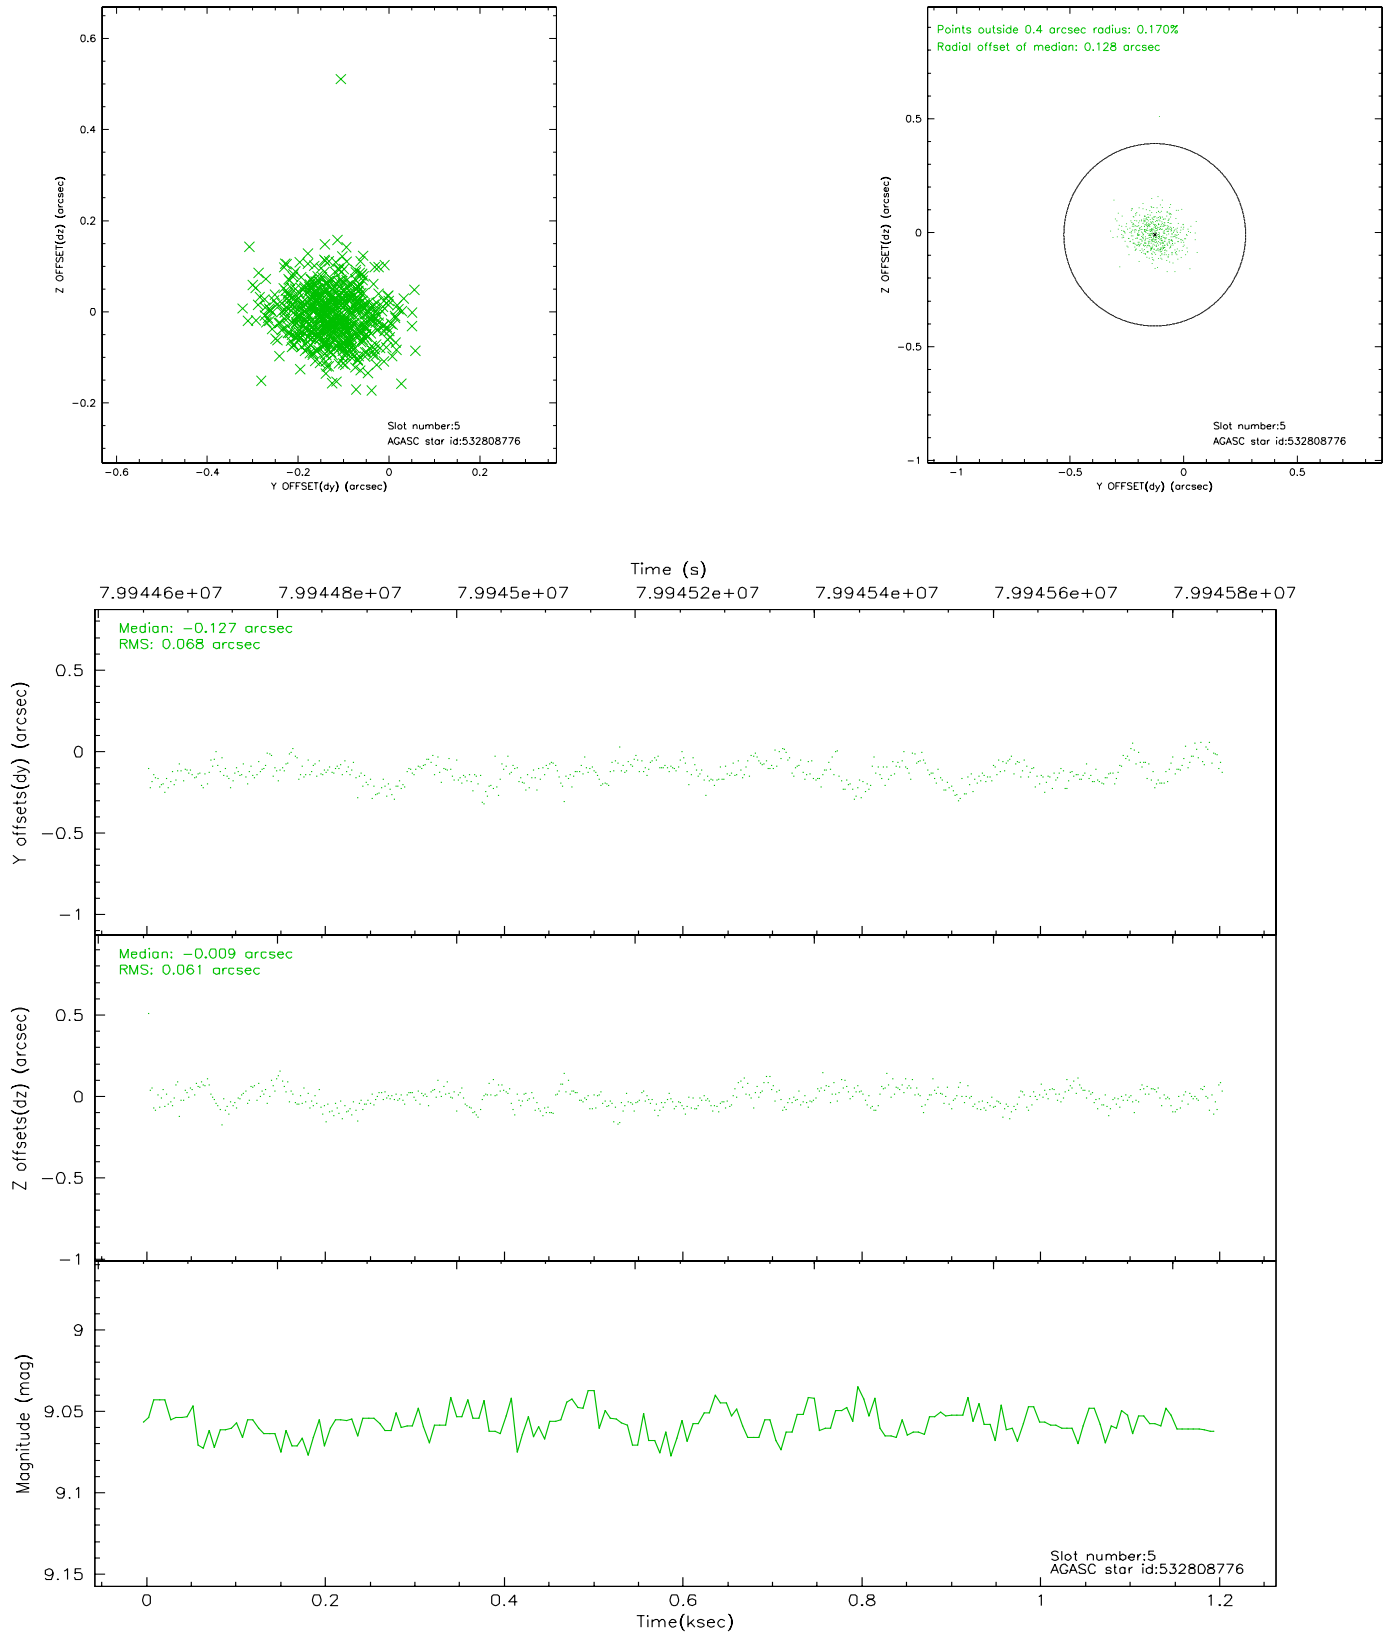 0.6
0.4
0.2
0
-0.2
Z OFFSET(dz) (arcsec)
Slot number:5
AGASC star id:532808776
-0.6 -0.4 -0.2 0 0.2
Y OFFSET(dy) (arcsec)
Points outside 0.4 arcsec radius: 0.170%
Radial offset of median: 0.128 arcsec
0.5
0
-0.5
-1
Z OFFSET(dz) (arcsec)
Slot number:5
AGASC star id:532808776
-1 -0.5 0 0.5
Y OFFSET(dy) (arcsec)
Time (s)
7.99446e+07 7.99448e+07 7.9945e+07 7.99452e+07 7.99454e+07 7.99456e+07 7.99458e+07
Median: -0.127 arcsec
RMS: 0.068 arcsec
0.5
0
-0.5
-1
Y offsets(dy) (arcsec)
Median: -0.009 arcsec
RMS: 0.061 arcsec
0.5
0
-0.5
-1
Z offsets(dz) (arcsec)
9
9.05
9.1
9.15
Magnitude (mag)
Slot number:5
AGASC star id:532808776
0 0.2 0.4 0.6 0.8 1 1.2
Time(ksec)